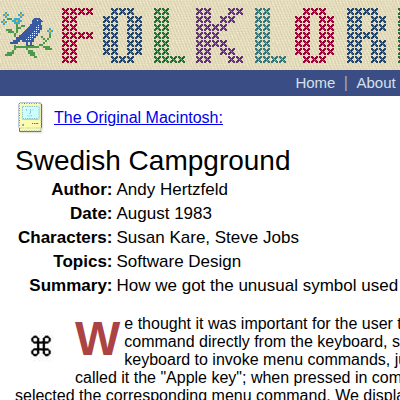 FOLKLOR
Home | About
The Original Macintosh:
Swedish Campground
Author: Andy Hertzfeld
Date: August 1983
Characters: Susan Kare, Steve Jobs
Topics: Software Design
Summary: How we got the unusual symbol used
⌘ We thought it was important for the user
command directly from the keyboard,
keyboard to invoke menu commands,
called it the "Apple key"; when pressed in
selected the corresponding menu command. We